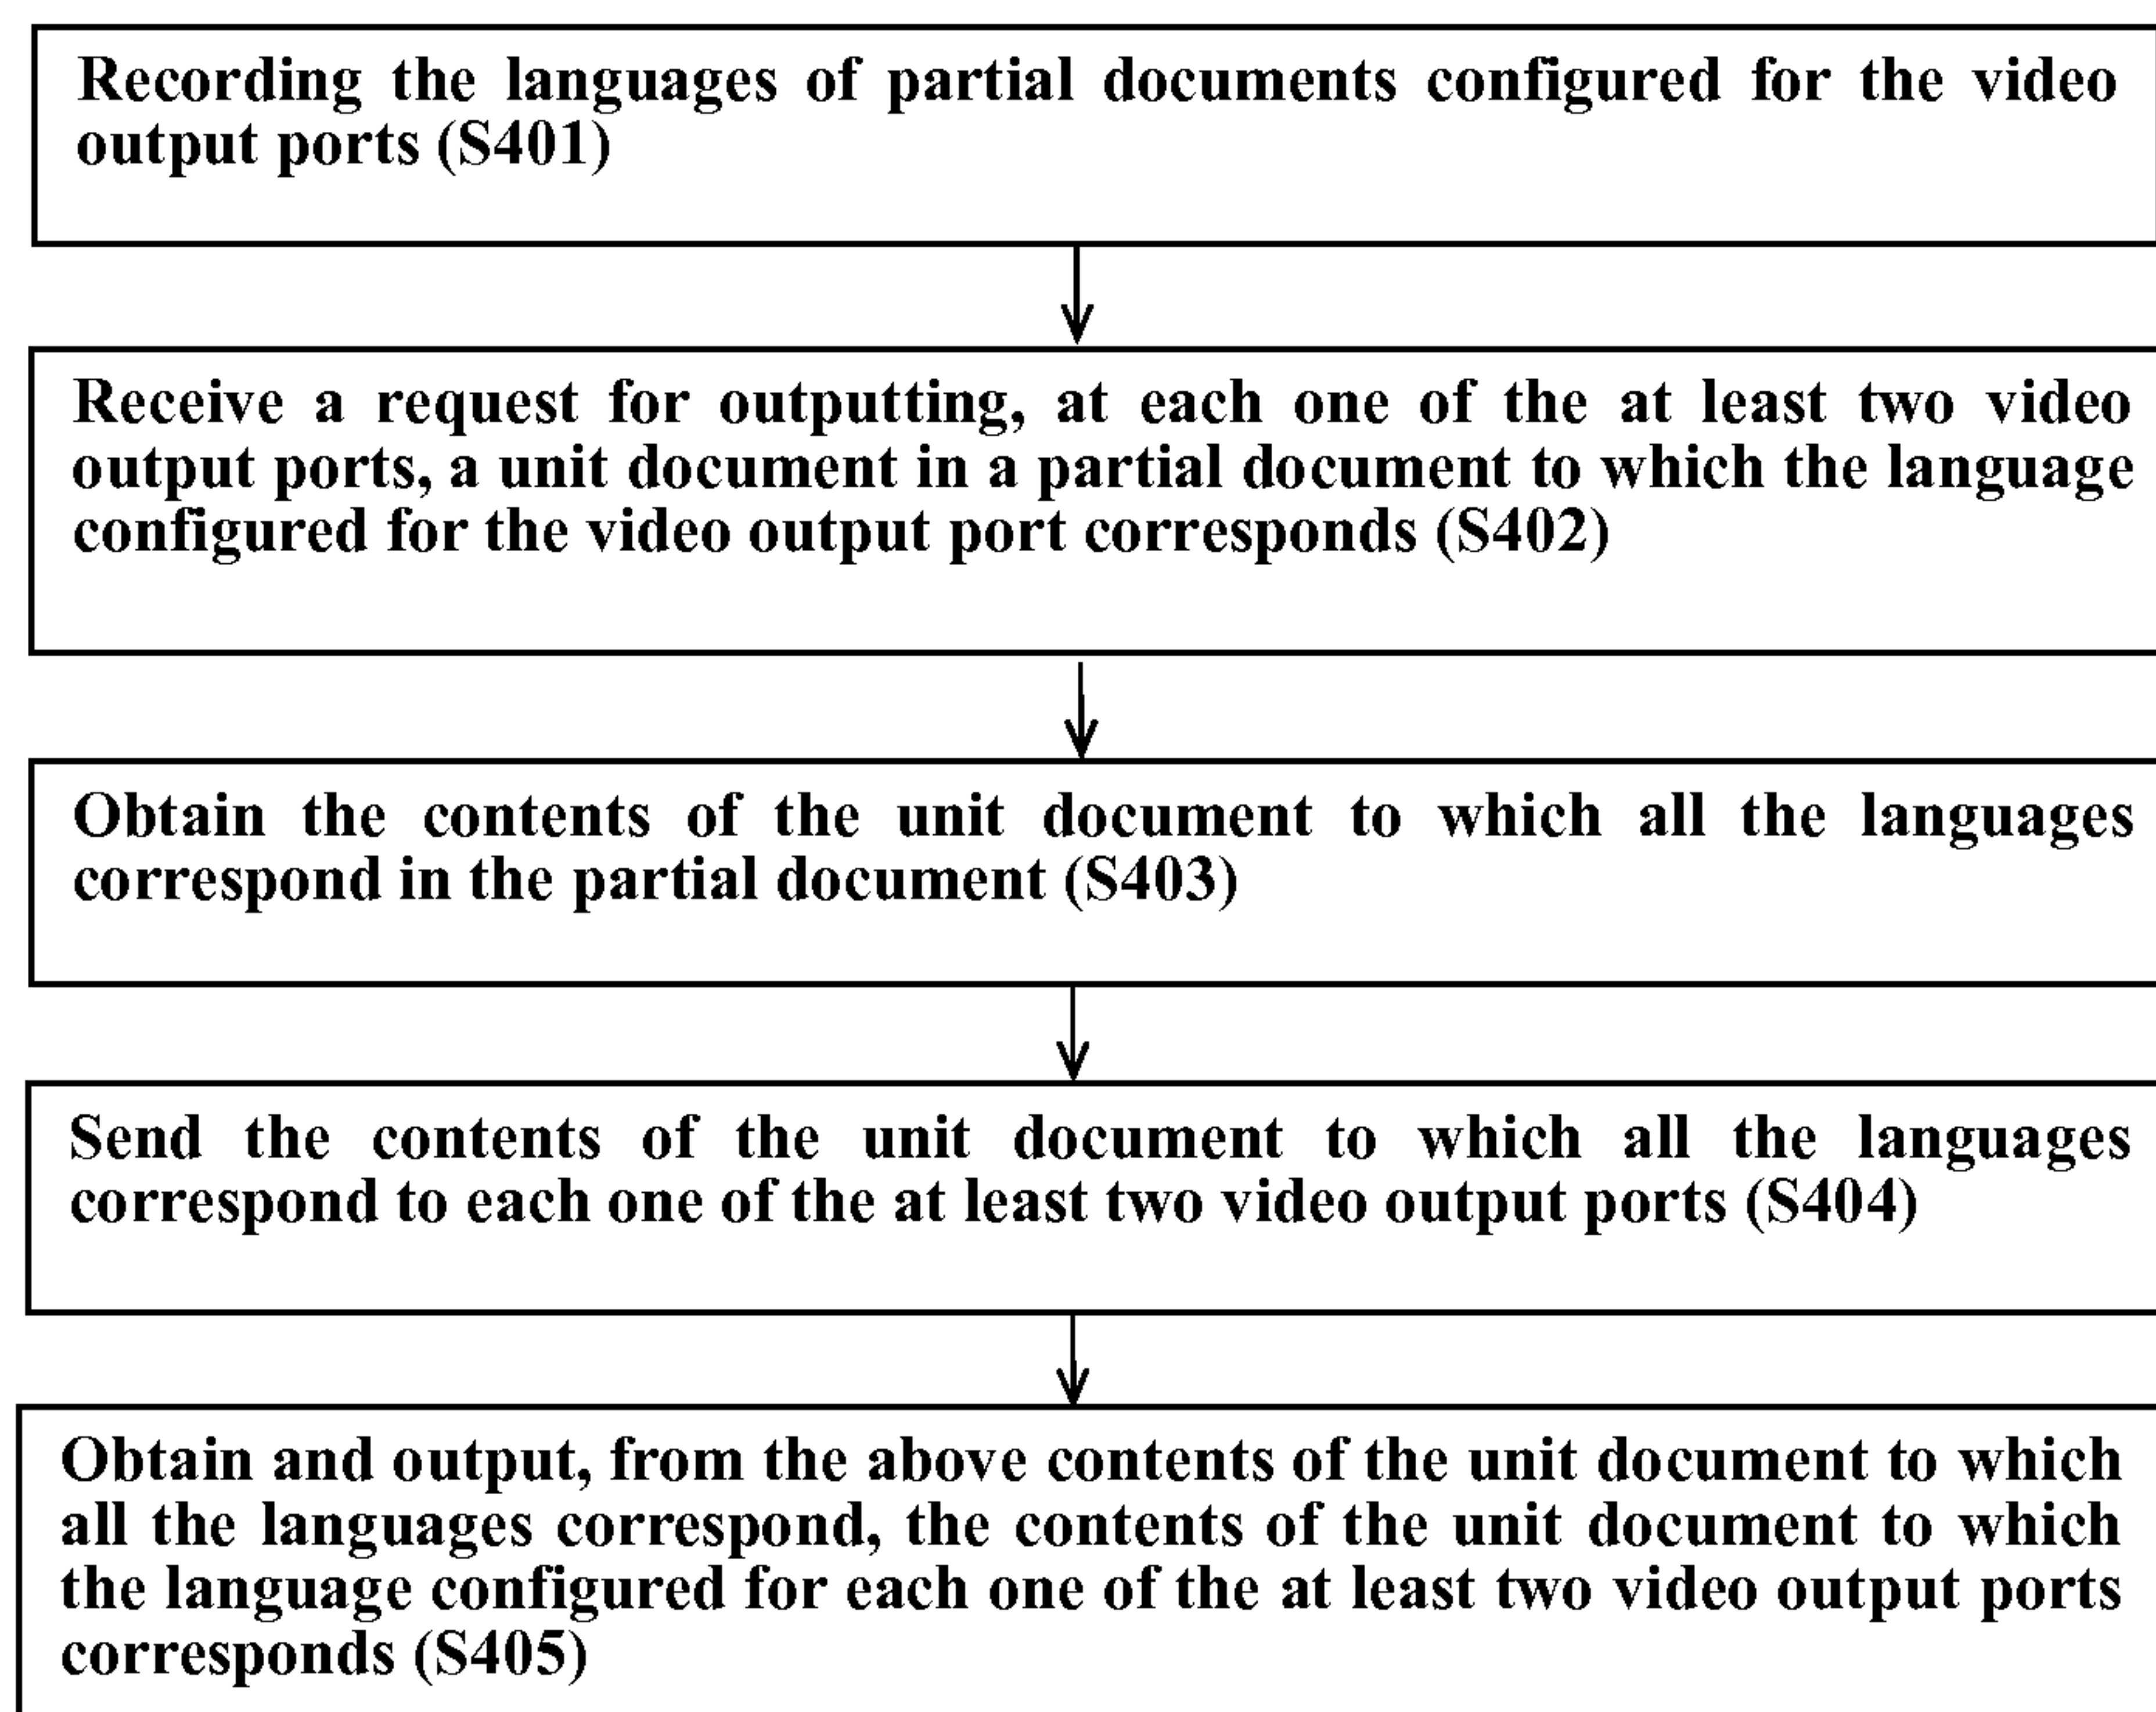 Recording the languages of partial documents configured for the video
output ports (S401)
Receive a request for outputting, at each one of the at least two video
output ports, a unit document in a partial document to which the language
configured for the video output port corresponds (S402)
Obtain the contents of the unit document to which all the languages
correspond in the partial document (S403)
Send the contents of the unit document to which all the languages
correspond to each one of the at least two video output ports (S404)
Obtain and output, from the above contents of the unit document to which
all the languages correspond, the contents of the unit document to which
the language configured for each one of the at least two video output ports
corresponds (S405)